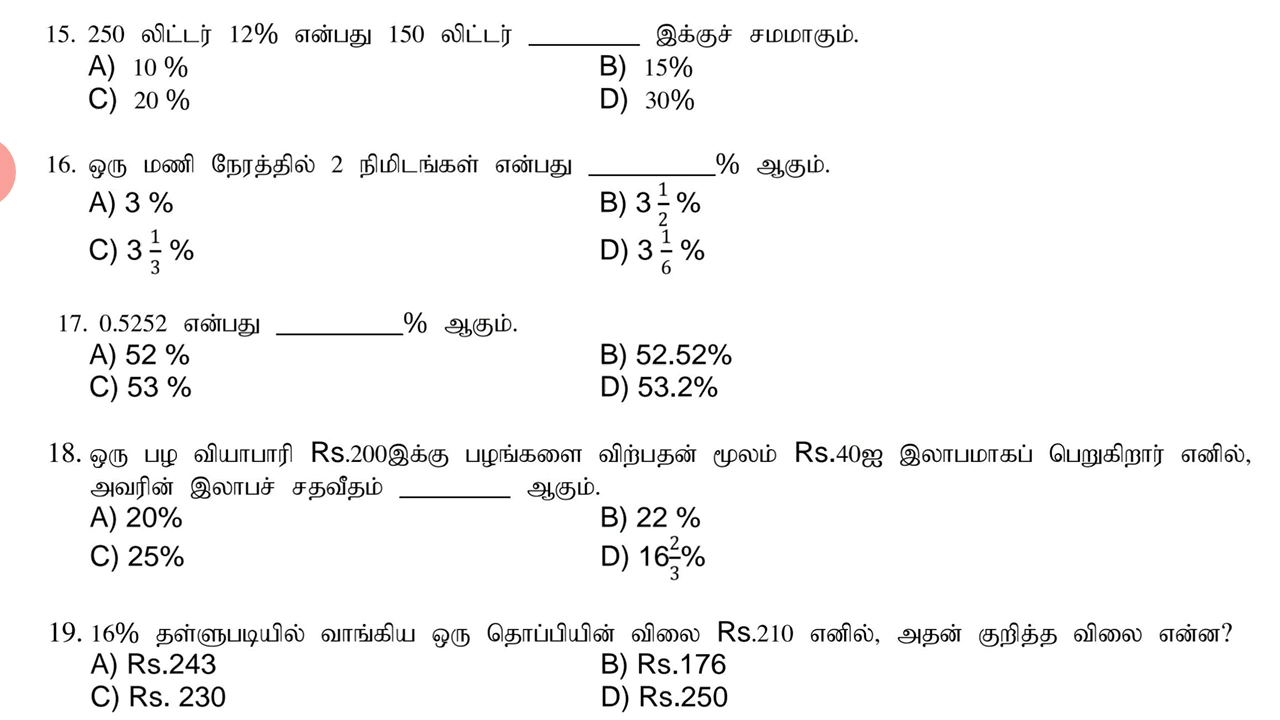 15. 250 லிட்டர் 12% என்பது 150 லிட்டர் ________ இக்குச் சமமாகும்.
A) 10 % B) 15%
C) 20 % D) 30%
16. ஒரு மணி நேரத்தில் 2 நிமிடங்கள் என்பது _________% ஆகும்.
A) 3 % B) 3 1/2 %
C) 3 1/3 % D) 3 1/6 %
17. 0.5252 என்பது _________% ஆகும்.
A) 52 % B) 52.52%
C) 53 % D) 53.2%
18. ஒரு பழ வியாபாரி Rs.200இக்கு பழங்களை விற்பதன் மூலம் Rs.40ஐ இலாபமாகப் பெறுகிறார் எனில்,
அவரின் இலாபச் சதவீதம் ________ ஆகும்.
A) 20% B) 22 %
C) 25% D) 16 2/3%
19. 16% தள்ளுபடியில் வாங்கிய ஒரு தொப்பியின் விலை Rs.210 எனில், அதன் குறித்த விலை என்ன?
A) Rs.243 B) Rs.176
C) Rs. 230 D) Rs.250